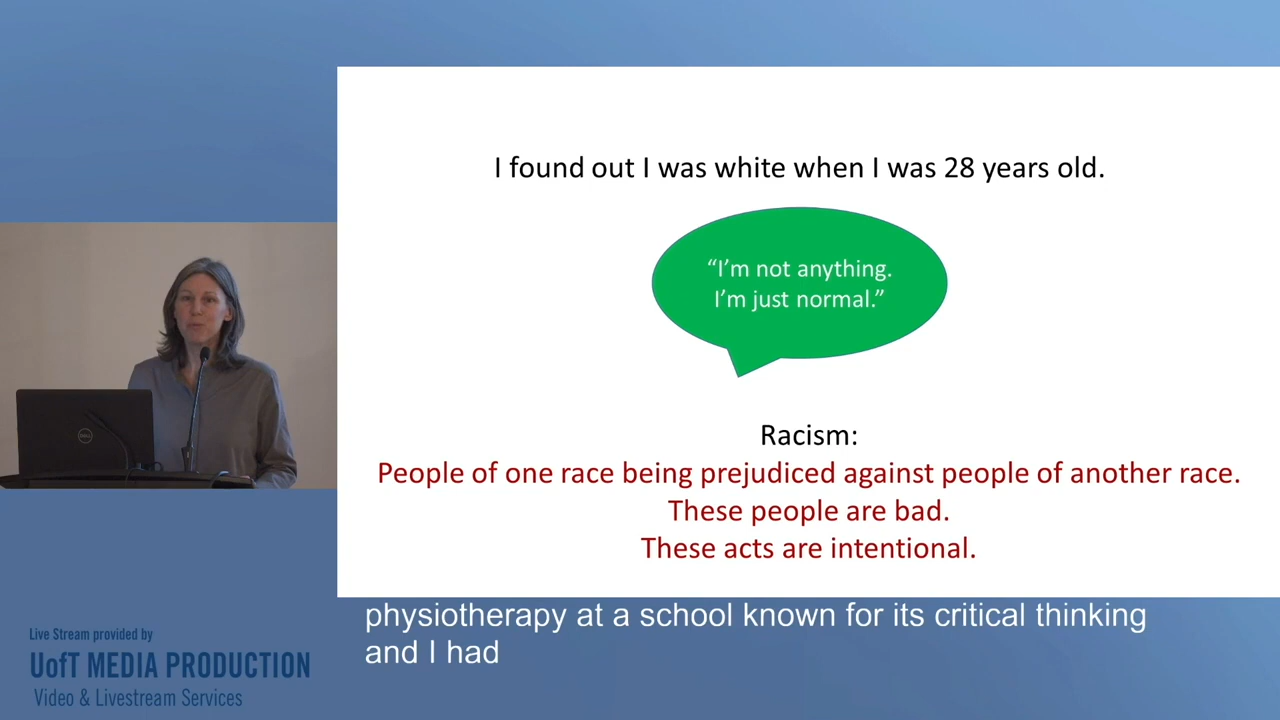 I found out I was white when I was 28 years old.
“I’m not anything.
I’m just normal.”
Racism:
People of one race being prejudiced against people of another race.
These people are bad.
These acts are intentional.
physiotherapy at a school known for its critical thinking
and I had
Live Stream provided by
UofT MEDIA PRODUCTION
Video & Livestream Services
DELL